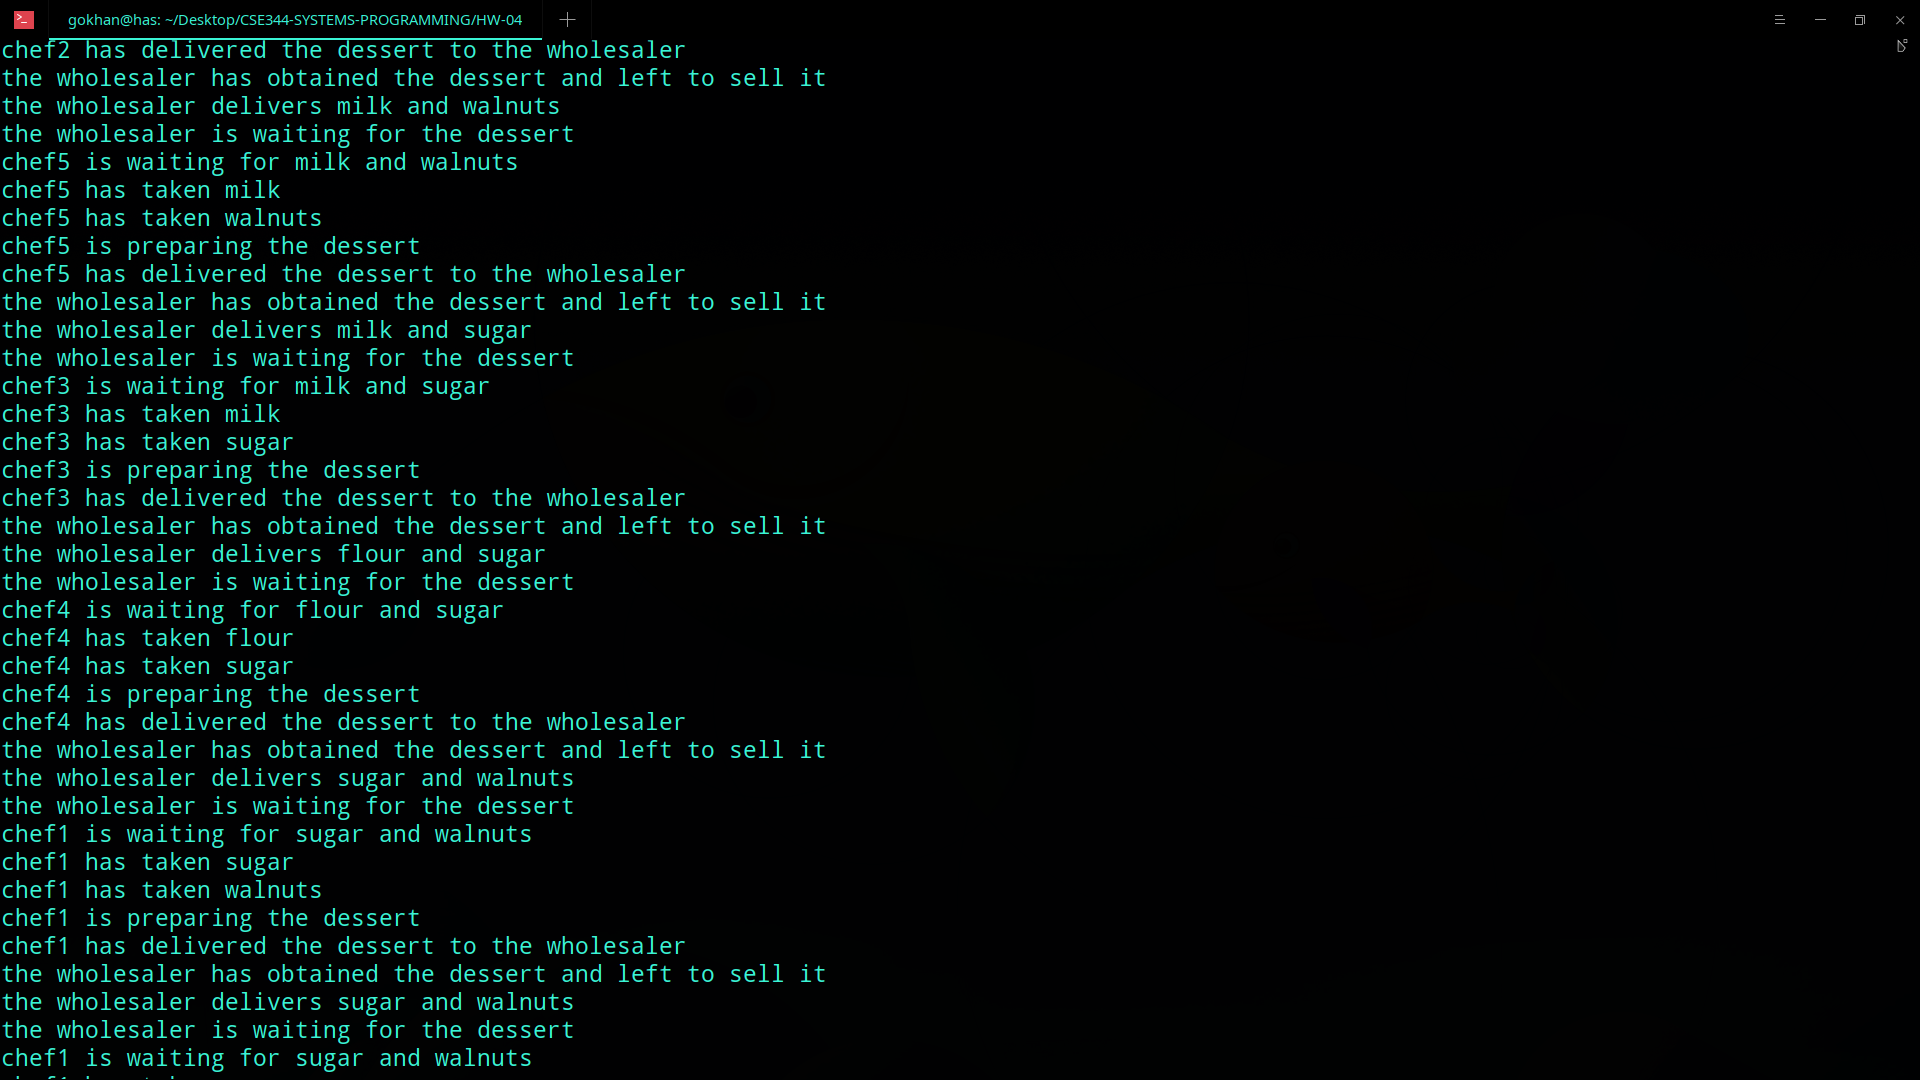 gokhan@has: ~/Desktop/CSE344-SYSTEMS-PROGRAMMING/HW-04
chef2 has delivered the dessert to the wholesaler
the wholesaler has obtained the dessert and left to sell it
the wholesaler delivers milk and walnuts
the wholesaler is waiting for the dessert
chef5 is waiting for milk and walnuts
chef5 has taken milk
chef5 has taken walnuts
chef5 is preparing the dessert
chef5 has delivered the dessert to the wholesaler
the wholesaler has obtained the dessert and left to sell it
the wholesaler delivers milk and sugar
the wholesaler is waiting for the dessert
chef3 is waiting for milk and sugar
chef3 has taken milk
chef3 has taken sugar
chef3 is preparing the dessert
chef3 has delivered the dessert to the wholesaler
the wholesaler has obtained the dessert and left to sell it
the wholesaler delivers flour and sugar
the wholesaler is waiting for the dessert
chef4 is waiting for flour and sugar
chef4 has taken flour
chef4 has taken sugar
chef4 is preparing the dessert
chef4 has delivered the dessert to the wholesaler
the wholesaler has obtained the dessert and left to sell it
the wholesaler delivers sugar and walnuts
the wholesaler is waiting for the dessert
chef1 is waiting for sugar and walnuts
chef1 has taken sugar
chef1 has taken walnuts
chef1 is preparing the dessert
chef1 has delivered the dessert to the wholesaler
the wholesaler has obtained the dessert and left to sell it
the wholesaler delivers sugar and walnuts
the wholesaler is waiting for the dessert
chef1 is waiting for sugar and walnuts